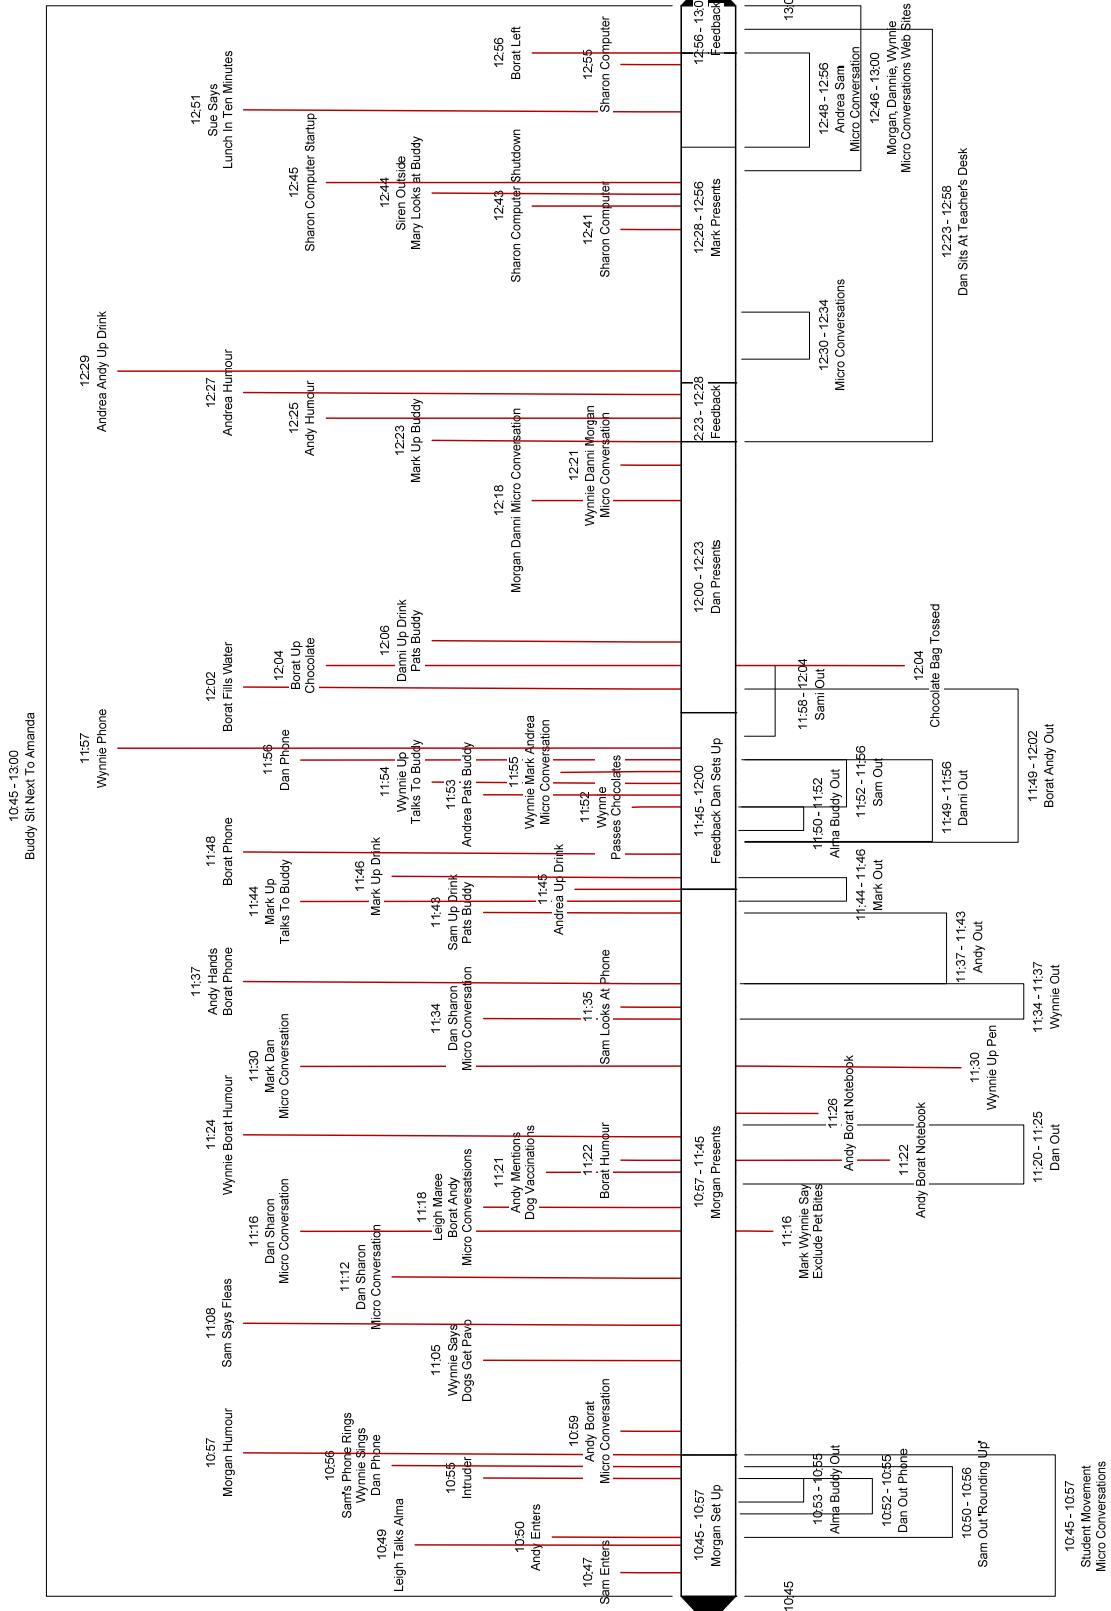 10:45 - 13:00
Buddy Sit Next To Amanda
10:57
Morgan Humour
11:08
Sam Says Fleas
11:16
Dan Sharon
Micro Conversation
11:24
Wynnie Borat Humour
11:30
Mark Dan
Micro Conversation
11:37
Andy Hands
Borat Phone
11:44
Mark Up
Talks To Buddy
11:48
Borat Phone
11:57
Wynnie Phone
11:56
Dan Phone
12:02
Borat Fills Water
12:04
Borat Up
Chocolate
12:29
Andrea Andy Up Drink
12:27
Andrea Humour
12:25
Andy Humour
12:51
Sue Says
Lunch In Ten Minutes
12:45
Sharon Computer Startup
10:56
Sam's Phone Rings
Wynnie Sings
Dan Phone
10:49
Leigh Talks Alma
10:55
Intruder
11:05
Wynnie Says
Dogs Get Pavo
11:12
Dan Sharon
Micro Conversation
11:18
Leigh Maree
Borat Andy
Micro Conversatsions
11:34
Dan Sharon
Micro Conversation
11:43
Sam Up Drink
Pats Buddy
11:46
Mark Up Drink
11:54
Wynnie Up
Talks To Buddy
11:53
Andrea Pats Buddy
12:06
Danni Up Drink
Pats Buddy
12:23
Mark Up Buddy
12:44
Siren Outside
Mary Looks at Buddy
10:50
Andy Enters
10:47
Sam Enters
10:59
Andy Borat
Micro Conversation
11:21
Andy Mentions
Dog Vaccinations
11:22
Borat Humour
11:35
Sam Looks At Phone
11:45
Andrea Up Drink
11:55
Wynnie Mark Andrea
Micro Conversation
11:52
Wynnie
Passes Chocolates
12:18
Morgan Danni Micro Conversation
12:21
Wynnie Danni Morgan
Micro Conversation
12:43
Sharon Computer Shutdown
12:41
Sharon Computer
12:56
Borat Left
12:55
Sharon Computer
10:45 - 10:57
Morgan Set Up
10:57 - 11:45
Morgan Presents
11:45 - 12:00
Feedback Dan Sets Up
12:00 - 12:23
Dan Presents
2:23 - 12:28
Feedback
12:28 - 12:56
Mark Presents
12:56 - 13:0
Feedback
10:45
13:0
10:53 - 10:55
Alma Buddy Out
10:52 - 10:55
Dan Out Phone
10:50 - 10:56
Sam Out "Rounding Up"
10:45 - 10:57
Student Movement
Micro Conversations
11:16
Mark Wynnie Say
Exclude Pet Bites
11:22
Andy Borat Notebook
11:26
Andy Borat Notebook
11:20 - 11:25
Dan Out
11:30
Wynnie Up Pen
11:34 - 11:37
Wynnie Out
11:37 - 11:43
Andy Out
11:44 - 11:46
Mark Out
11:50 - 11:52
Alma Buddy Out
11:52 - 11:56
Sam Out
11:49 - 11:56
Danni Out
11:49 - 12:02
Borat Andy Out
11:58 - 12:04
Sami Out
12:04
Chocolate Bag Tossed
12:30 - 12:34
Micro Conversations
12:48 - 12:56
Andrea Sam
Micro Conversation
12:46 - 13:00
Morgan, Dannie, Wynnie
Micro Conversations Web Sites
12:23 - 12:58
Dan Sits At Teacher's Desk